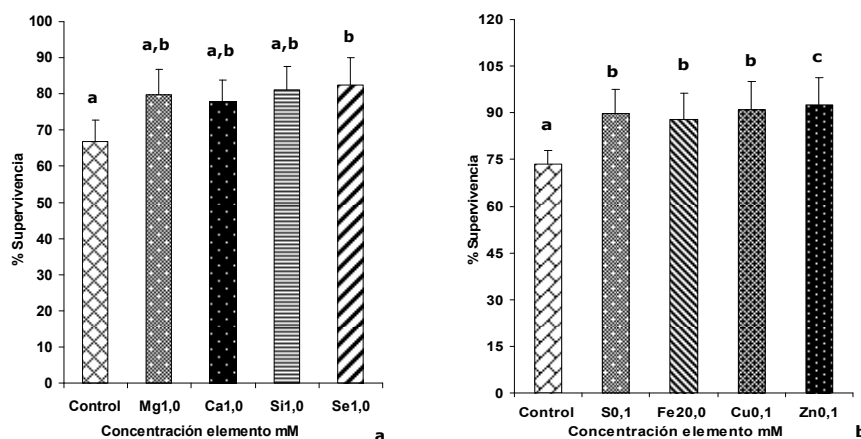 100
90
80
70
60
50
40
30
20
10
0
% Supervivencia
a
a,b
a,b
a,b
b
Control Mg1,0 Ca1,0 Si1,0 Se1,0
Concentración elemento mM
a
120
105
90
75
60
45
30
15
0
% Supervivencia
a
b
b
b
c
Control S0,1 Fe20,0 Cu0,1 Zn0,1
Concentración elemento mM
b